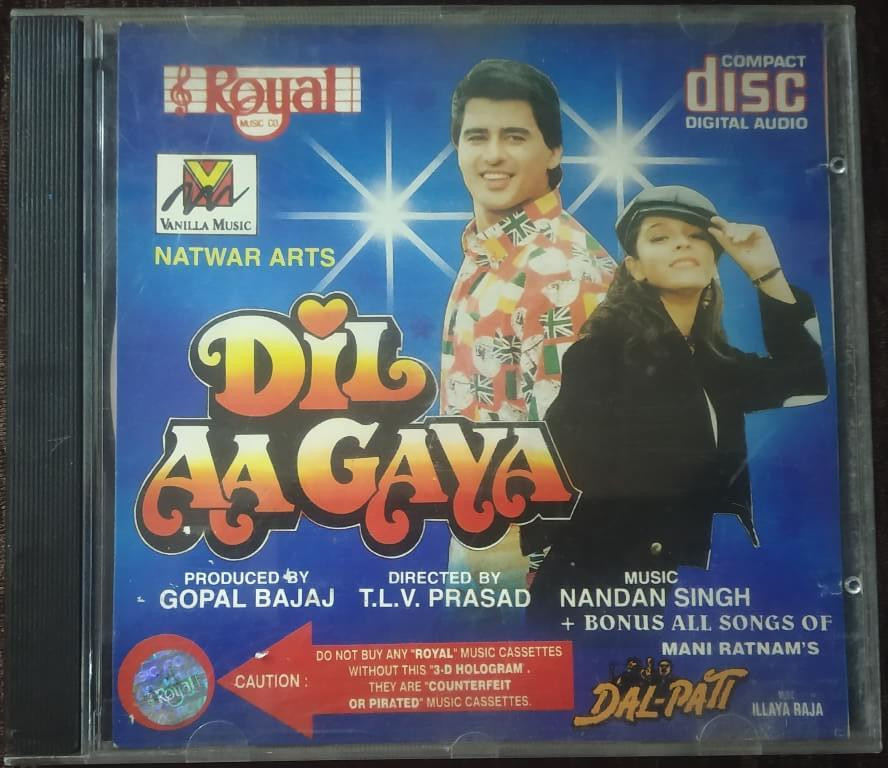 Royal
MUSIC CO.
COMPACT
disc
DIGITAL AUDIO
VANILLA MUSIC
NATWAR ARTS
DIL
AA GAYA
PRODUCED BY
GOPAL BAJAJ
DIRECTED BY
T.L.V. PRASAD
MUSIC
NANDAN SINGH
+ BONUS ALL SONGS OF
MANI RATNAM'S
DAL-PATI
MUSIC
ILLAYA RAJA
Royal
CAUTION :
DO NOT BUY ANY "ROYAL" MUSIC CASSETTES
WITHOUT THIS "3-D HOLOGRAM".
THEY ARE "COUNTERFEIT
OR PIRATED" MUSIC CASSETTES.